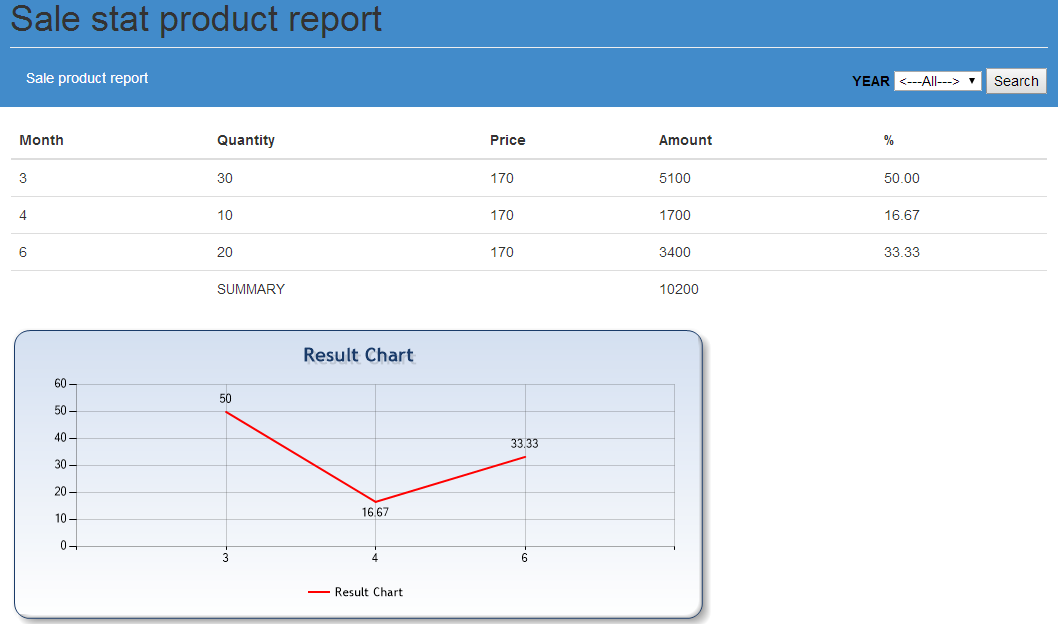 Sale stat product report
Sale product report YEAR <---All---> Search
Month Quantity Price Amount %
3 30 170 5100 50.00
4 10 170 1700 16.67
6 20 170 3400 33.33
SUMMARY 10200
Result Chart
60
50
40
30
20
10
0
50
16.67
33.33
3 4 6
Result Chart